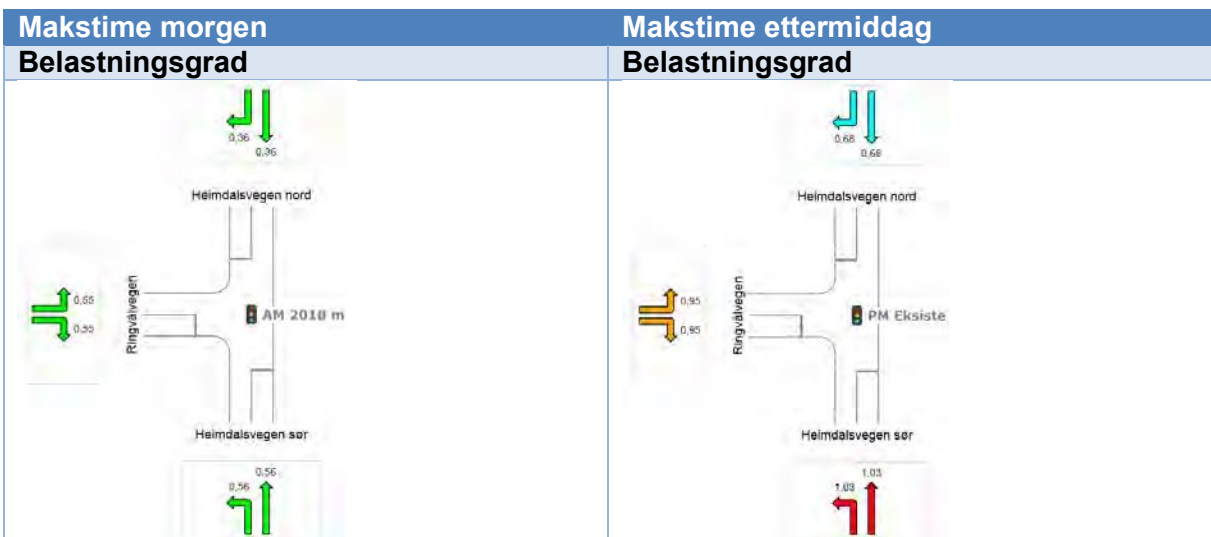 Makstime morgen
Makstime ettermiddag
Belastningsgrad
Belastningsgrad
0,36
0,36
Heimdalsvegen nord
0,55
0,55
Ringvålvegen
AM 2018 m
Heimdalsvegen sør
0,56
0,56
0,68
0,68
Heimdalsvegen nord
0,95
0,95
Ringvålvegen
PM Eksiste
Heimdalsvegen sør
1,03
1,03